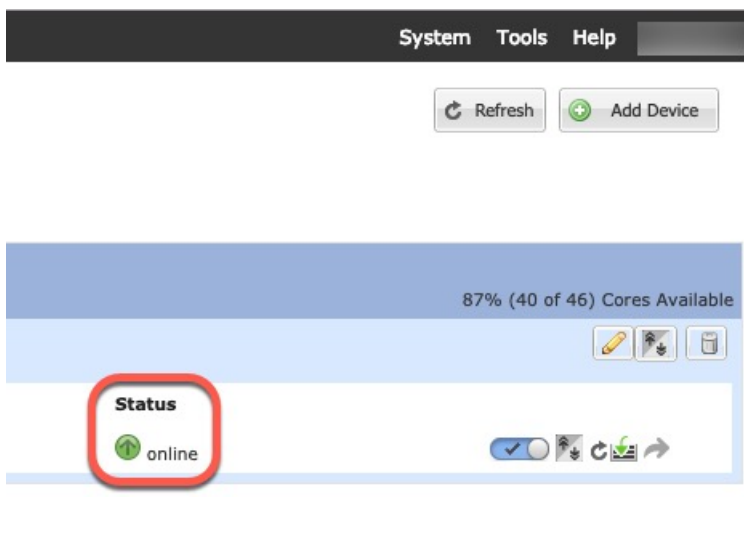 System Tools Help
Refresh Add Device
87% (40 of 46) Cores Available
Status
online